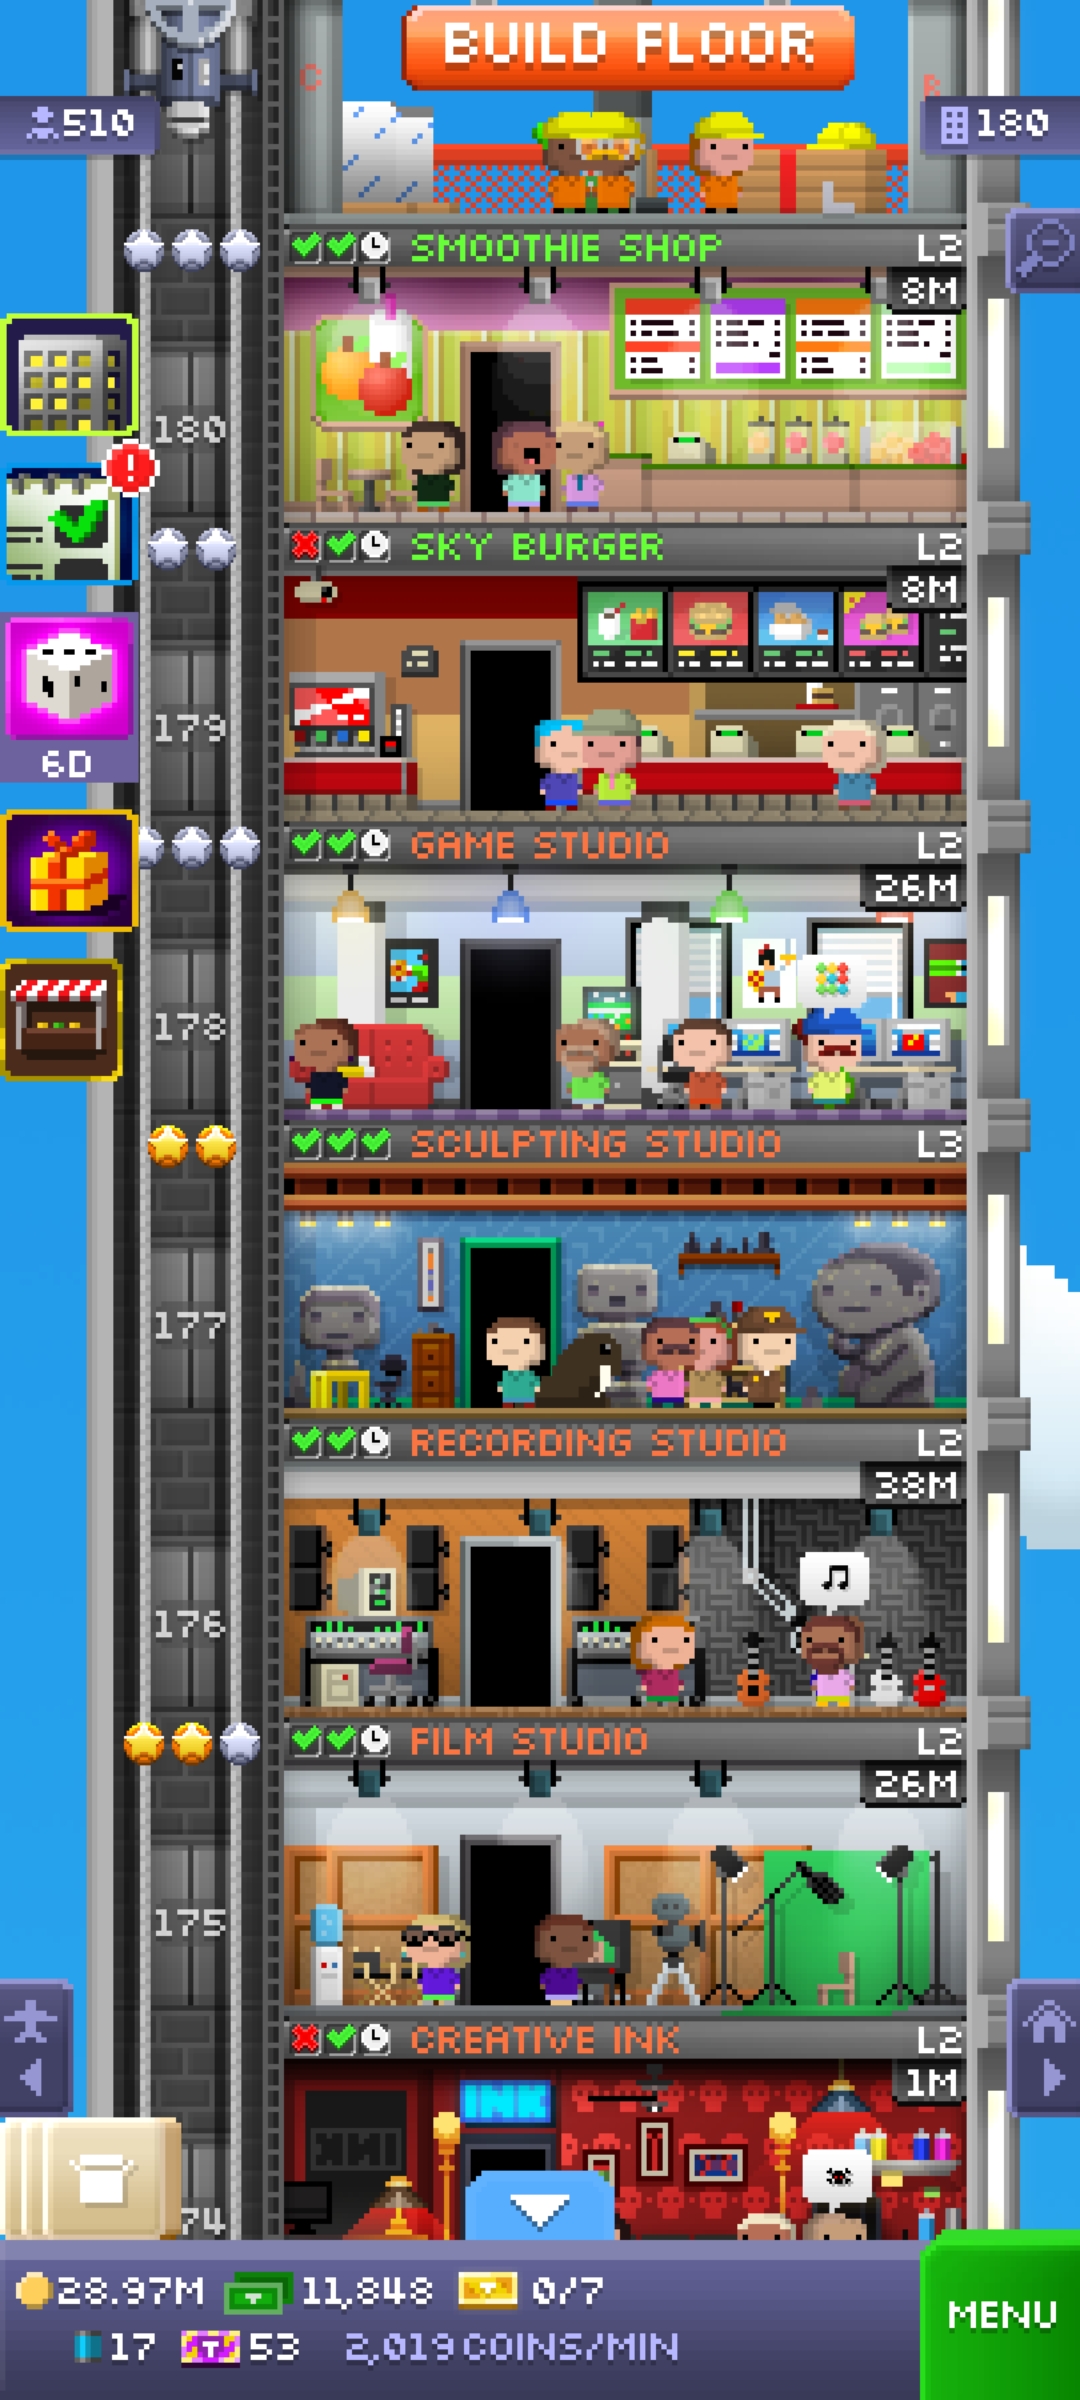 BUILD FLOOR
510
180
SMOOTHIE SHOP
L2
8M
180
SKY BURGER
L2
8M
179
6D
GAME STUDIO
L2
26M
178
SCULPTING STUDIO
L3
177
RECORDING STUDIO
L2
38M
176
FILM STUDIO
L2
26M
175
CREATIVE INK
L2
1M
INK
74
28.97M
11,848
0/7
17
53
2,019 COINS/MIN
MENU